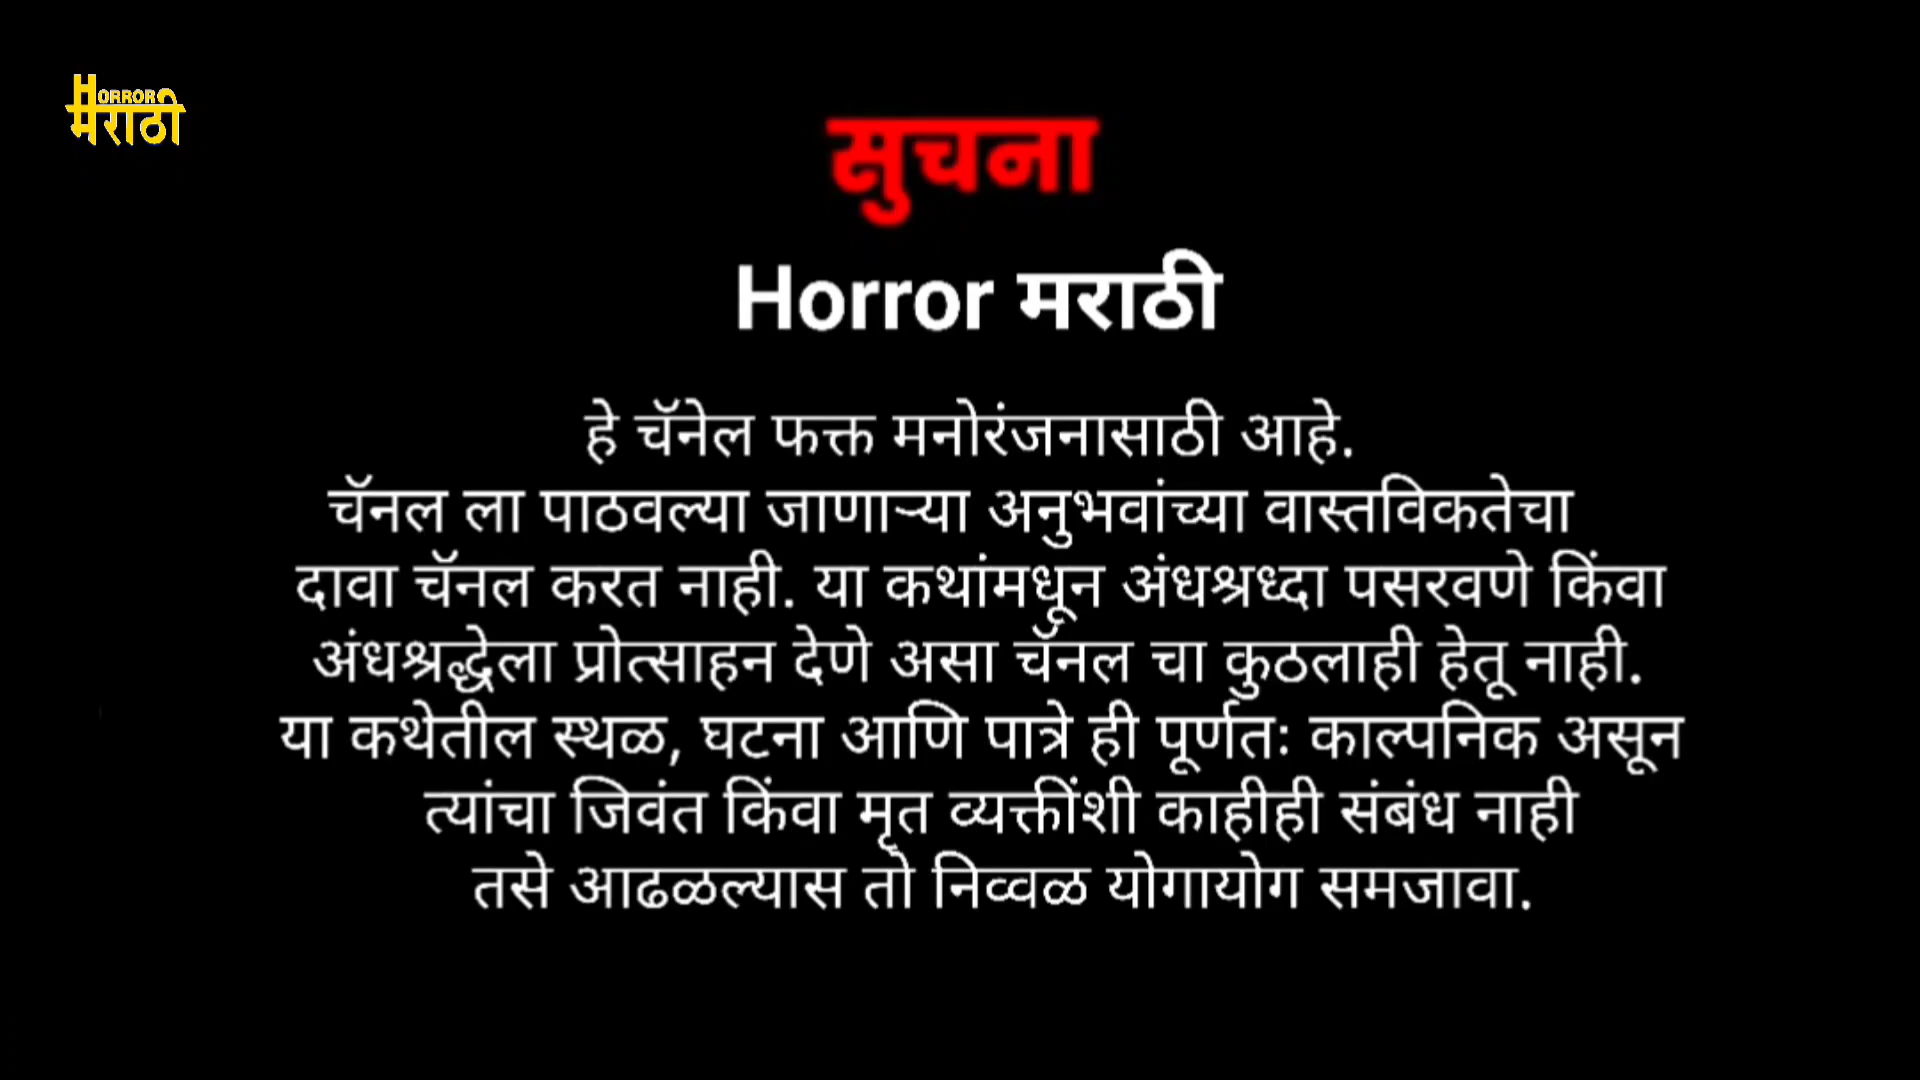 HORROR
मराठी
सुचना
Horror मराठी
हे चॅनेल फक्त मनोरंजनासाठी आहे.
चॅनल ला पाठवल्या जाणाऱ्या अनुभवांच्या वास्तविकतेचा
दावा चॅनल करत नाही. या कथांमधून अंधश्रध्दा पसरवणे किंवा
अंधश्रद्धेला प्रोत्साहन देणे असा चॅनल चा कुठलाही हेतू नाही.
या कथेतील स्थळ, घटना आणि पात्रे ही पूर्णतः काल्पनिक असून
त्यांचा जिवंत किंवा मृत व्यक्तींशी काहीही संबंध नाही
तसे आढळल्यास तो निव्वळ योगायोग समजावा.